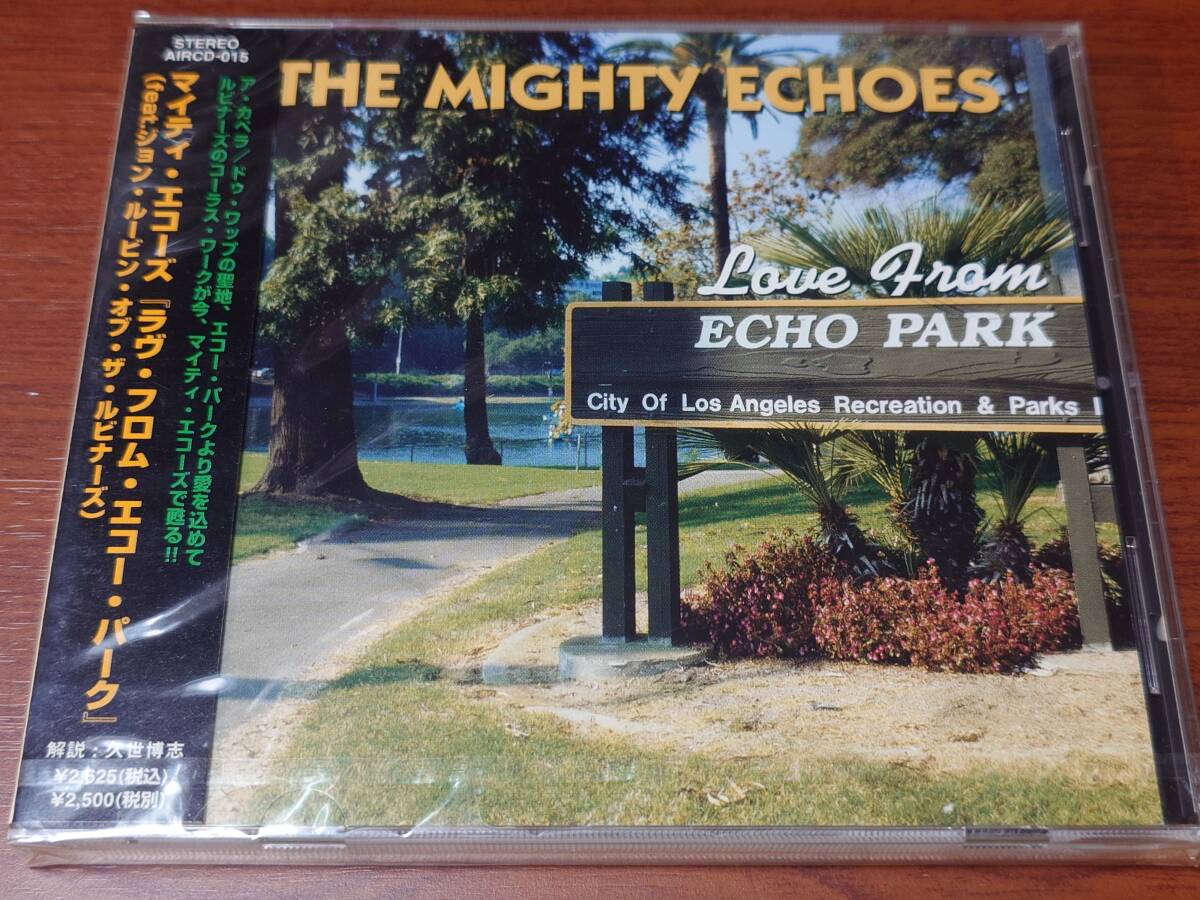 STEREO
AIRCD-015
ア・カペラ/ドゥ・ワップの聖地、エコー・パークより愛を込めて
ルビナーズのコーラス・ワークが今、マイティ・エコーズで甦る!!
マイティ・エコーズ『ラヴ・フロム・エコー・パーク』
(feat.ジョン・ルービン・オブ・ザ・ルビナーズ)
解説:久世博志
¥2,625(税込)
¥2,500(税別)
THE MIGHTY ECHOES
Love From
ECHO PARK
City Of Los Angeles Recreation & Parks